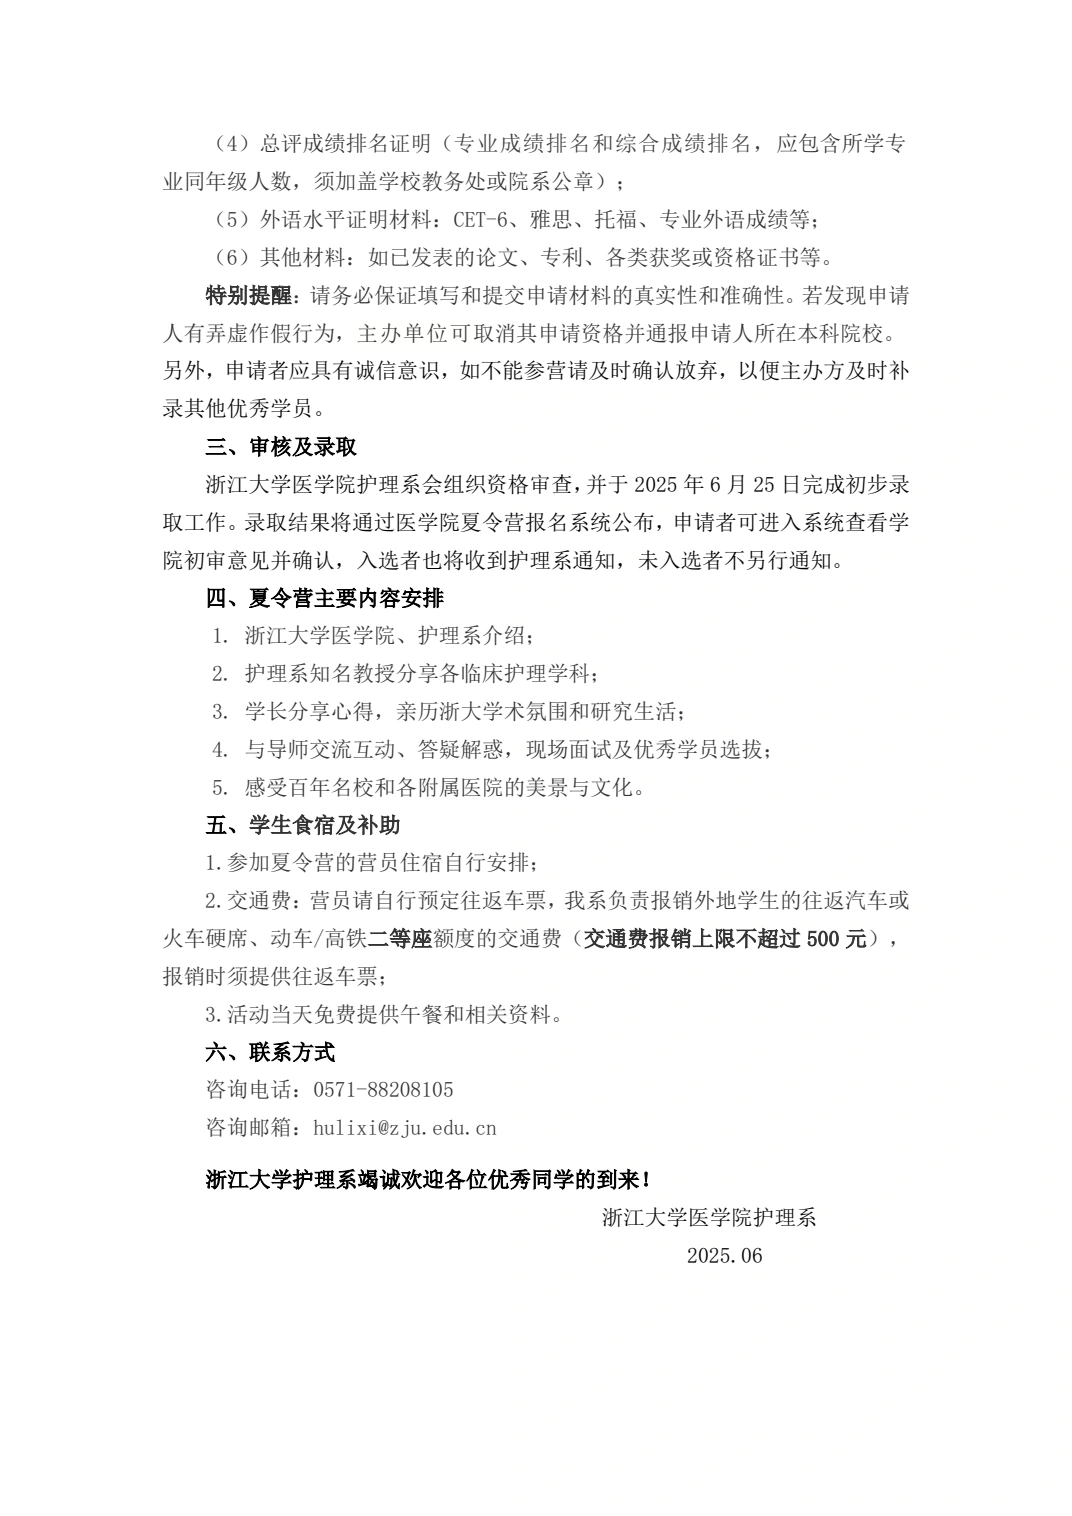 （4）总评成绩排名证明（专业成绩排名和综合成绩排名，应包含所学专
业同年级人数，须加盖学校教务处或院系公章）；
（5）外语水平证明材料：CET-6、雅思、托福、专业外语成绩等；
（6）其他材料：如已发表的论文、专利、各类获奖或资格证书等。
特别提醒：请务必保证填写和提交申请材料的真实性和准确性。若发现申请
人有弄虚作假行为，主办单位可取消其申请资格并通报申请人所在本科院校。
另外，申请者应具有诚信意识，如不能参营请及时确认放弃，以便主办方及时补
录其他优秀学员。
三、审核及录取
浙江大学医学院护理系会组织资格审查，并于 2025 年 6 月 25 日完成初步录
取工作。录取结果将通过医学院夏令营报名系统公布，申请者可进入系统查看学
院初审意见并确认，入选者也将收到护理系通知，未入选者不另行通知。
四、夏令营主要内容安排
1. 浙江大学医学院、护理系介绍；
2. 护理系知名教授分享各临床护理学科；
3. 学长分享心得，亲历浙大学术氛围和研究生活；
4. 与导师交流互动、答疑解惑，现场面试及优秀学员选拔；
5. 感受百年名校和各附属医院的美景与文化。
五、学生食宿及补助
1.参加夏令营的营员住宿自行安排；
2.交通费：营员请自行预定往返车票，我系负责报销外地学生的往返汽车或
火车硬席、动车/高铁二等座额度的交通费（交通费报销上限不超过 500 元），
报销时须提供往返车票；
3.活动当天免费提供午餐和相关资料。
六、联系方式
咨询电话：0571-88208105
咨询邮箱：hulixi@zju.edu.cn
浙江大学护理系竭诚欢迎各位优秀同学的到来！
浙江大学医学院护理系
2025.06